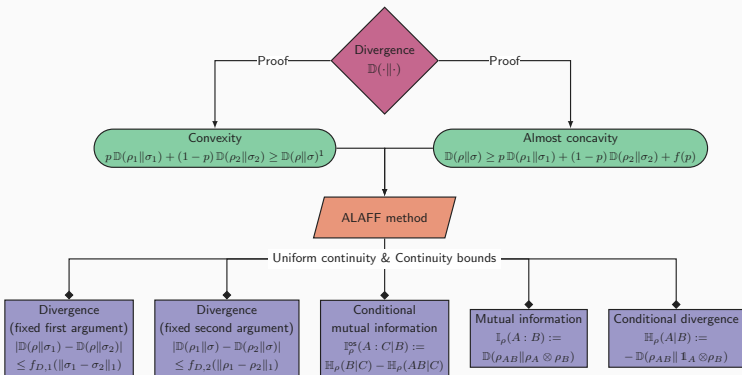 Divergence
𝔻(·∥·)
Proof
Proof
Convexity
p 𝔻(ρ₁∥σ₁) + (1 − p) 𝔻(ρ₂∥σ₂) ≥ 𝔻(ρ∥σ)¹
Almost concavity
𝔻(ρ∥σ) ≥ p 𝔻(ρ₁∥σ₁) + (1 − p) 𝔻(ρ₂∥σ₂) + f(p)
ALAFF method
Uniform continuity & Continuity bounds
Divergence
(fixed first argument)
|𝔻(ρ∥σ₁) − 𝔻(ρ∥σ₂)|
≤ f_{D,1}(∥σ₁ − σ₂∥₁)
Divergence
(fixed second argument)
|𝔻(ρ₁∥σ) − 𝔻(ρ₂∥σ)|
≤ f_{D,2}(∥ρ₁ − ρ₂∥₁)
Conditional
mutual information
𝕀^{os}_ρ(A : C|B) :=
ℍ_ρ(B|C) − ℍ_ρ(AB|C)
Mutual information
𝕀_ρ(A : B) :=
𝔻(ρ_{AB}∥ρ_A ⊗ ρ_B)
Conditional divergence
ℍ_ρ(A|B) :=
− 𝔻(ρ_{AB}∥ 𝟙_A ⊗ρ_B)